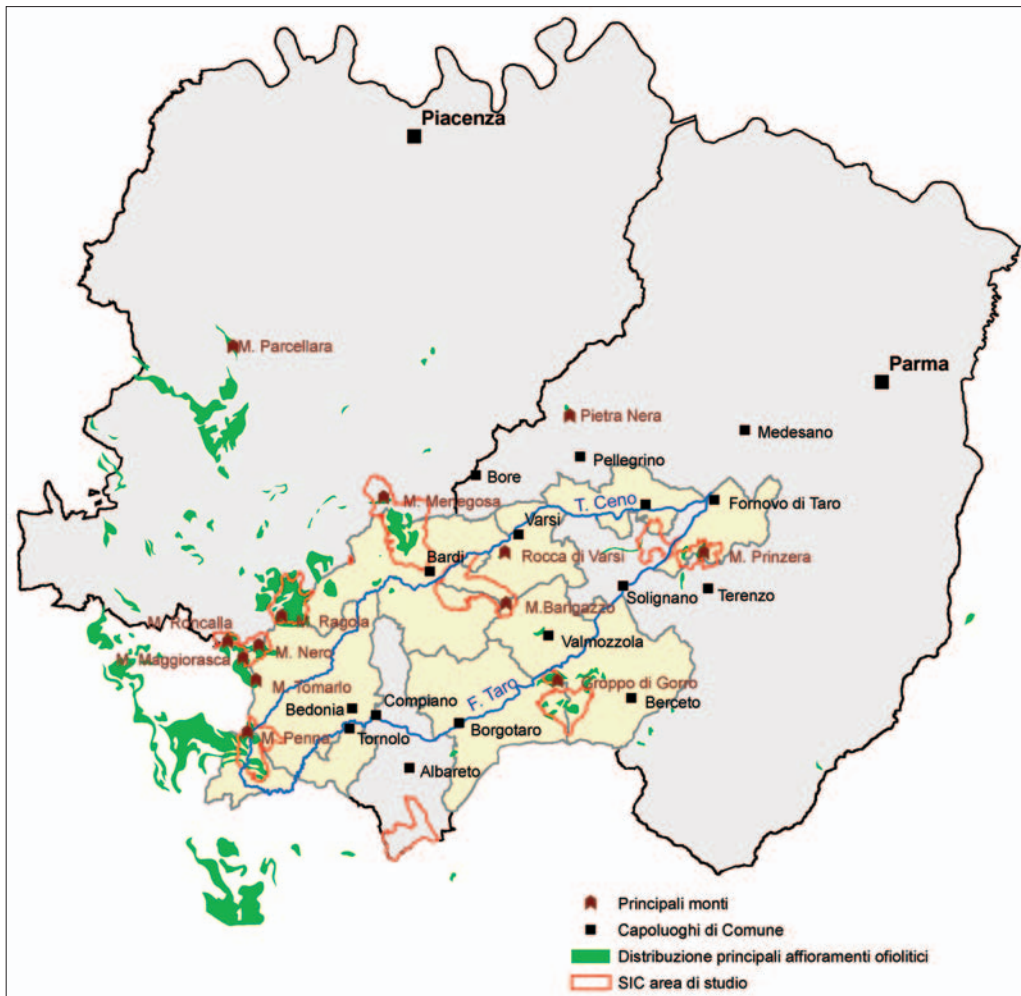 Piacenza
M. Parcellara
Parma
Pietra Nera
Medesano
Pellegrino
Bore
M. Menegosa
T. Ceno
Fornovo di Taro
Varsi
Rocca di Varsi
M. Prinzera
Bardi
Solignano
Terenzo
M.Barigazzo
M. Ragola
M. Roncalla
Valmozzola
M. Nero
M. Maggiorasca
M. Tomarlo
Groppo di Gorro
Compiano
F. Taro
Berceto
Bedonia
Borgotaro
M. Penna
Tornolo
Albareto
Principali monti
Capoluoghi di Comune
Distribuzione principali affioramenti ofiolitici
SIC area di studio